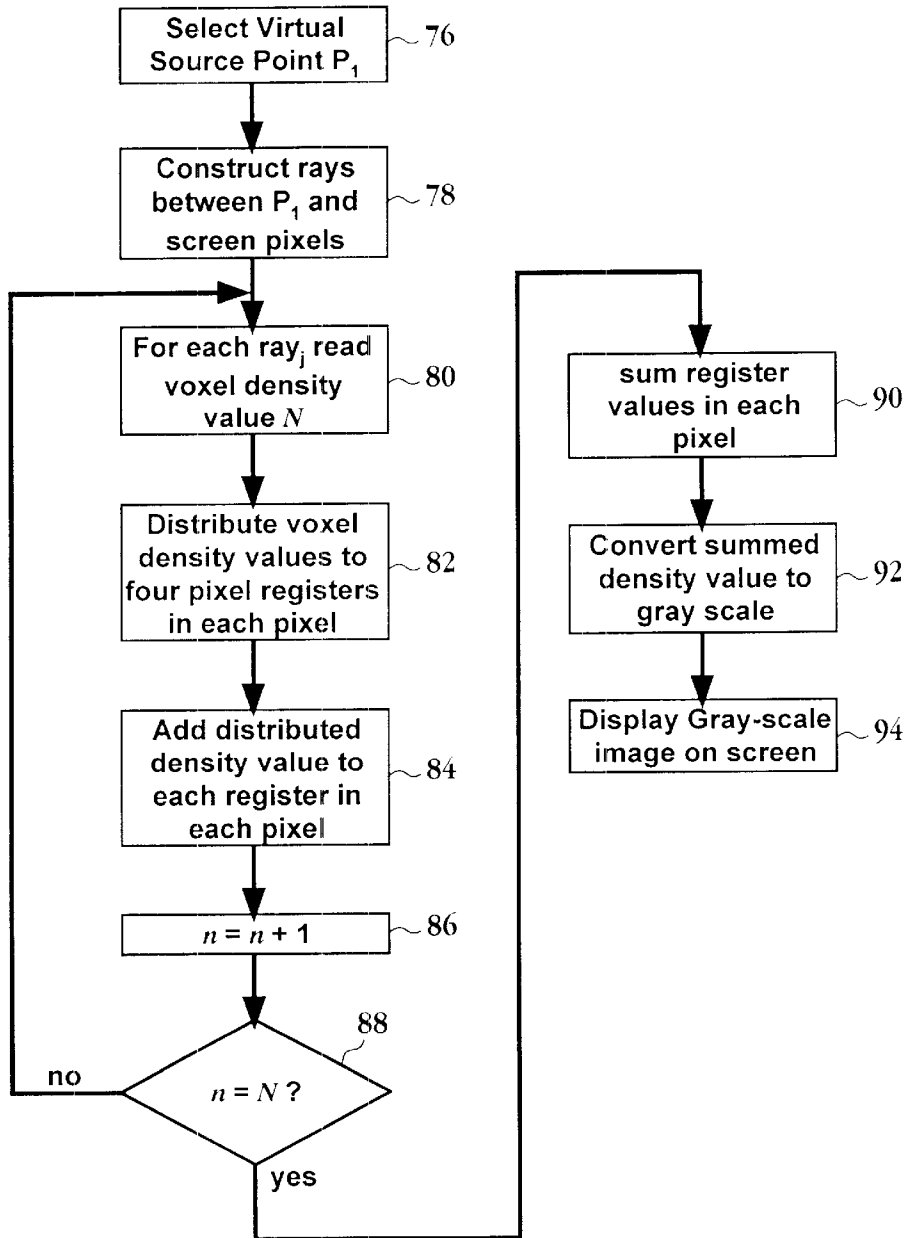 Select Virtual
Source Point P₁
76
Construct rays
between P₁ and
screen pixels
78
For each rayⱼ read
voxel density
value N
80
Distribute voxel
density values to
four pixel registers
in each pixel
82
Add distributed
density value to
each register in
each pixel
84
n = n + 1
86
88
n = N ?
no
yes
sum register
values in each
pixel
90
Convert summed
density value to
gray scale
92
Display Gray-scale
image on screen
94